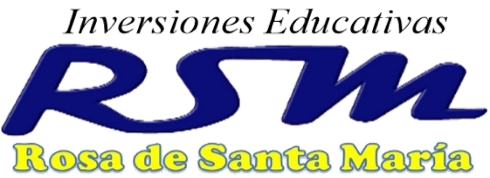 Inversiones Educativas
RSM
Rosa de Santa María